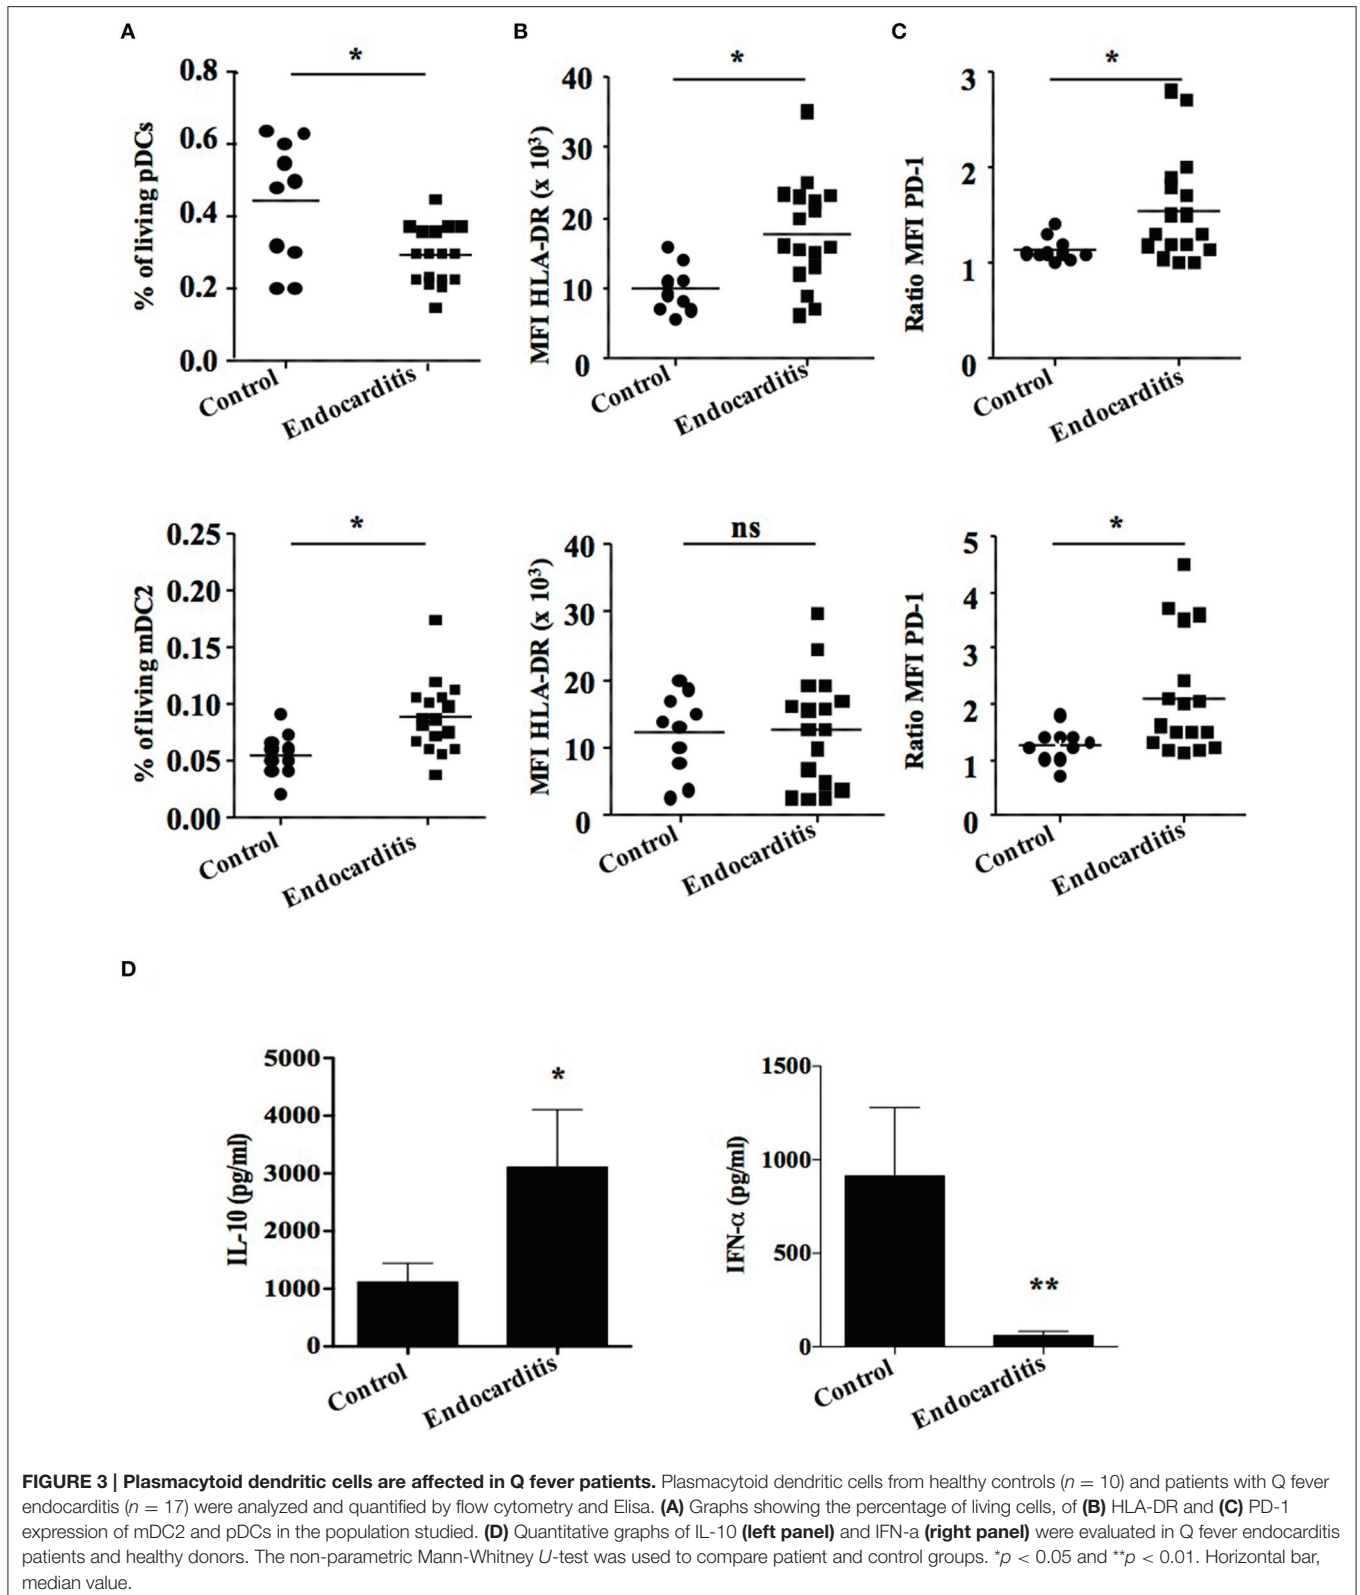 A
B
C
*
*
*
% of living pDCs
0.8
0.6
0.4
0.2
0.0
Control
Endocarditis
MFI HLA-DR (x 10³)
40
30
20
10
0
Control
Endocarditis
Ratio MFI PD-1
3
2
1
0
Control
Endocarditis
*
ns
*
% of living mDC2
0.25
0.20
0.15
0.10
0.05
0.00
Control
Endocarditis
MFI HLA-DR (x 10³)
40
30
20
10
0
Control
Endocarditis
Ratio MFI PD-1
5
4
3
2
1
0
Control
Endocarditis
D
IL-10 (pg/ml)
5000
4000
3000
2000
1000
0
*
Control
Endocarditis
IFN-α (pg/ml)
1500
1000
500
0
**
Control
Endocarditis
FIGURE 3 | Plasmacytoid dendritic cells are affected in Q fever patients. Plasmacytoid dendritic cells from healthy controls (n = 10) and patients with Q fever
endocarditis (n = 17) were analyzed and quantified by flow cytometry and Elisa. (A) Graphs showing the percentage of living cells, of (B) HLA-DR and (C) PD-1
expression of mDC2 and pDCs in the population studied. (D) Quantitative graphs of IL-10 (left panel) and IFN-a (right panel) were evaluated in Q fever endocarditis
patients and healthy donors. The non-parametric Mann-Whitney U-test was used to compare patient and control groups. *p < 0.05 and **p < 0.01. Horizontal bar,
median value.